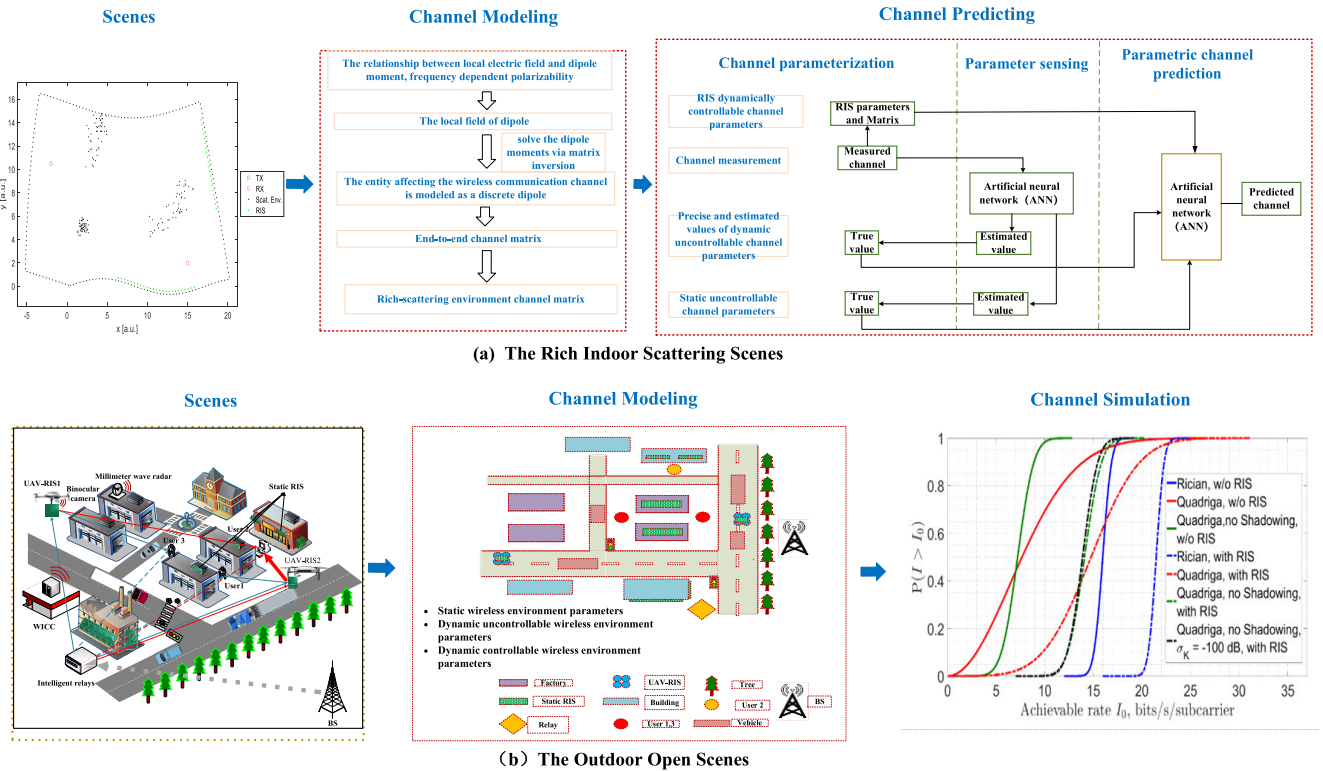 Scenes
Channel Modeling
Channel Predicting
16
14
12
10
8
6
4
2
0
y [a.u.]
-5
0
5
10
15
20
x [a.u.]
TX
RX
Scat. Env.
RIS
The relationship between local electric field and dipole
moment, frequency dependent polarizability
The local field of dipole
solve the dipole
moments via matrix
inversion
The entity affecting the wireless communication channel
is modeled as a discrete dipole
End-to-end channel matrix
Rich-scattering environment channel matrix
Channel parameterization
Parameter sensing
Parametric channel
prediction
RIS dynamically
controllable channel
parameters
RIS parameters
and Matrix
Channel measurement
Measured
channel
Artificial neural
network（ANN）
Artificial
neural
network
（ANN）
Predicted
channel
Precise and estimated
values of dynamic
uncontrollable channel
parameters
True
value
Estimated
value
Static uncontrollable
channel parameters
True
value
Estimated
value
(a) The Rich Indoor Scattering Scenes
Scenes
Channel Modeling
Channel Simulation
UAV-RIS1
Binocular
camera
Millimeter wave radar
Static RIS
User 3
UAV-RIS2
WICC
Intelligent relays
BS
• Static wireless environment parameters
• Dynamic uncontrollable wireless environment
parameters
• Dynamic controllable wireless environment
parameters
Factory
UAV-RIS
Tree
BS
Static RIS
Building
User 2
Relay
User 1,3
Vehicle
1
0.8
0.6
0.4
0.2
0
P(I > I₀)
0
5
10
15
20
25
30
35
Achievable rate I₀, bits/s/subcarrier
Rician, w/o RIS
Quadriga, w/o RIS
Quadriga,no Shadowing,
w/o RIS
Rician, with RIS
Quadriga, with RIS
Quadriga, no Shadowing,
with RIS
Quadriga, no Shadowing,
σ_K = -100 dB, with RIS
（b）The Outdoor Open Scenes